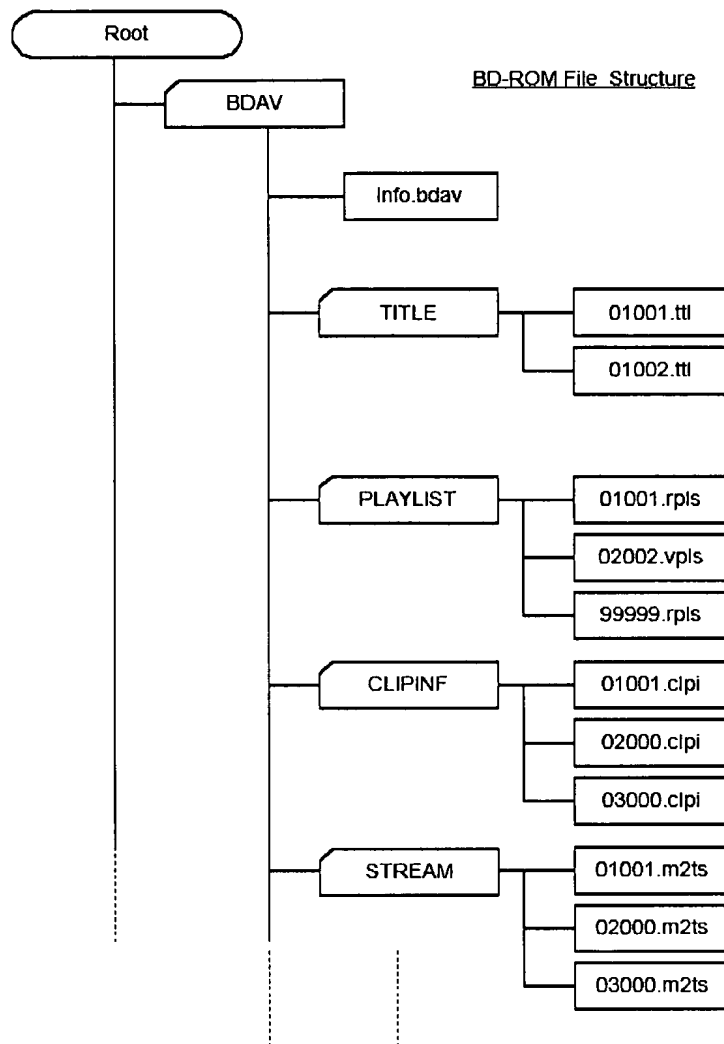 Root
BD-ROM File Structure
BDAV
info.bdav
TITLE
01001.ttl
01002.ttl
PLAYLIST
01001.rpls
02002.vpls
99999.rpls
CLIPINF
01001.clpi
02000.clpi
03000.clpi
STREAM
01001.m2ts
02000.m2ts
03000.m2ts